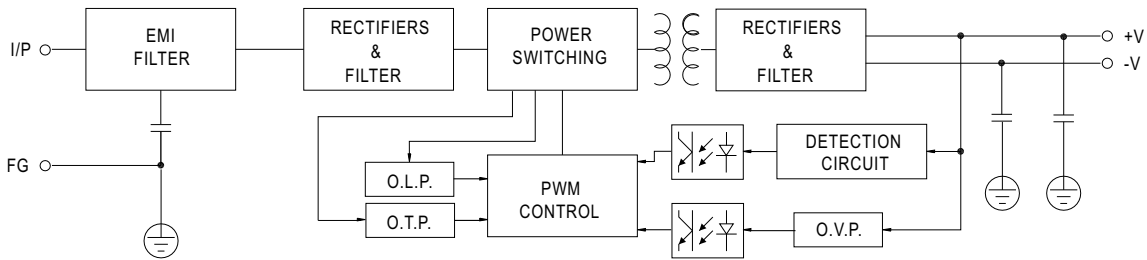 I/P
EMI
FILTER
RECTIFIERS
&
FILTER
POWER
SWITCHING
RECTIFIERS
&
FILTER
+V
-V
FG
O.L.P.
O.T.P.
PWM
CONTROL
DETECTION
CIRCUIT
O.V.P.